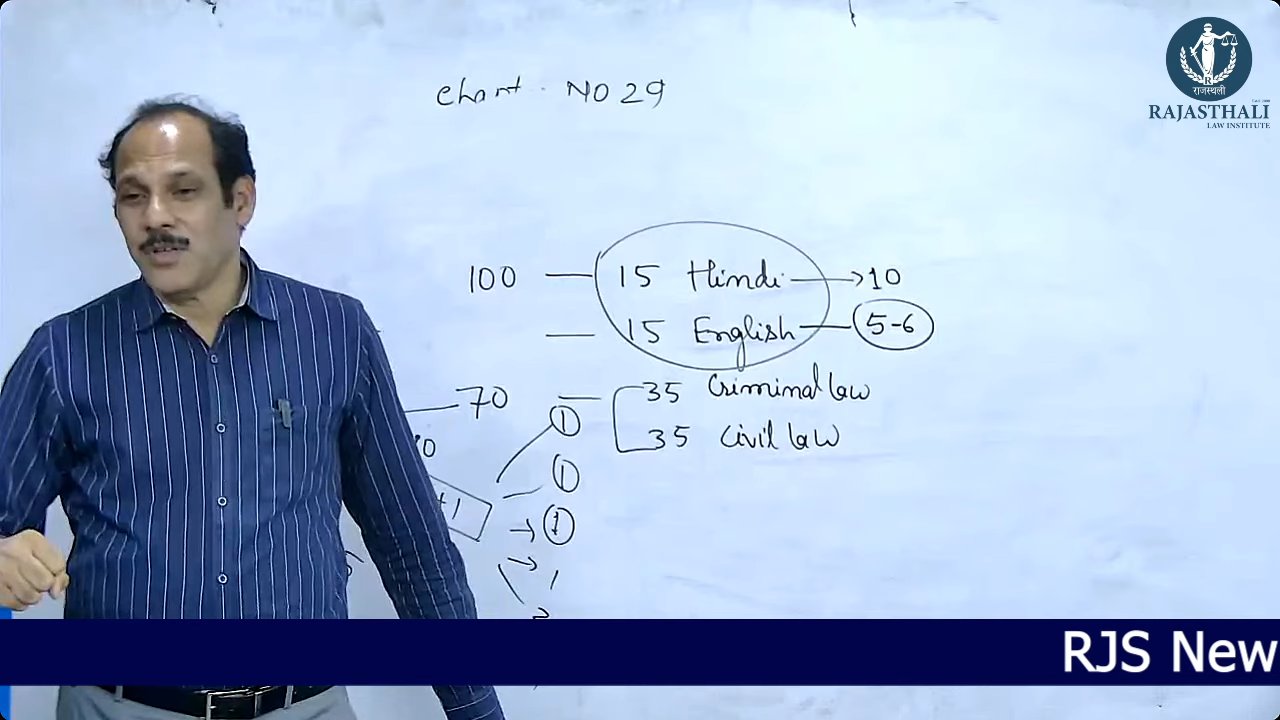 राजस्थली
RAJASTHALI
LAW INSTITUTE
Chart NO 29
100 15 Hindi → 10
15 English 5-6
70 35 Criminal law
35 Civil law
1
1
+1 → 1
→ 1
RJS New